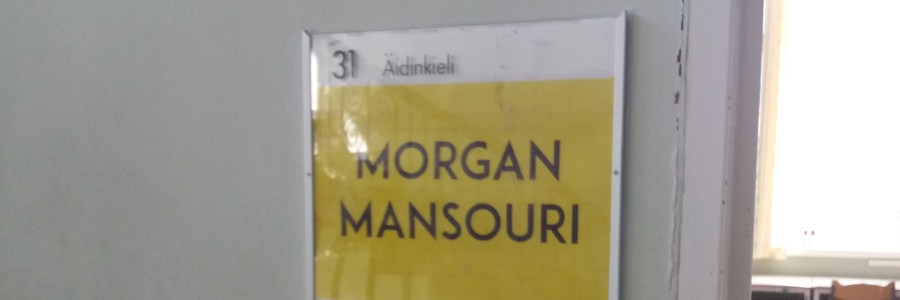 31 Äidinkieli
MORGAN
MANSOURI